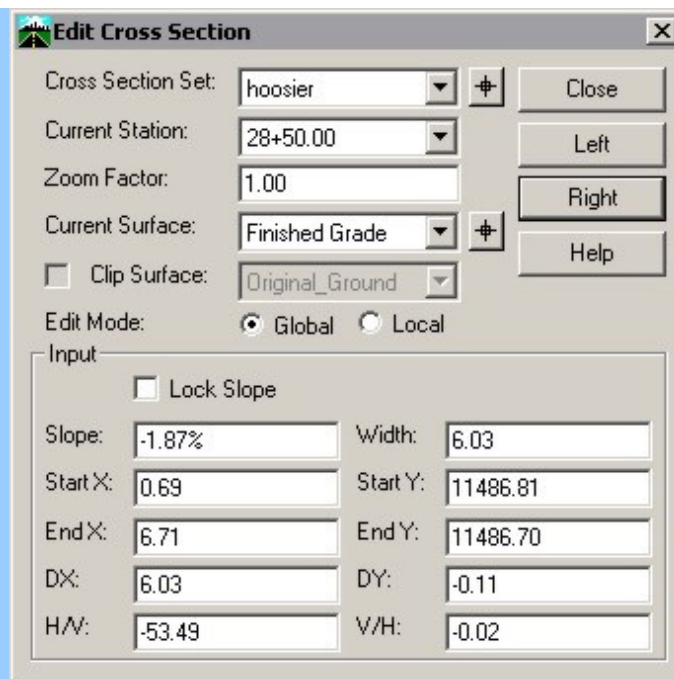 Edit Cross Section
Cross Section Set: hoosier Close
Current Station: 28+50.00 Left
Zoom Factor: 1.00
Right
Current Surface: Finished Grade
Help
Clip Surface: Original_Ground
Edit Mode: Global Local
Input
Lock Slope
Slope: -1.87% Width: 6.03
Start X: 0.69 Start Y: 11486.81
End X: 6.71 End Y: 11486.70
DX: 6.03 DY: -0.11
H/V: -53.49 V/H: -0.02